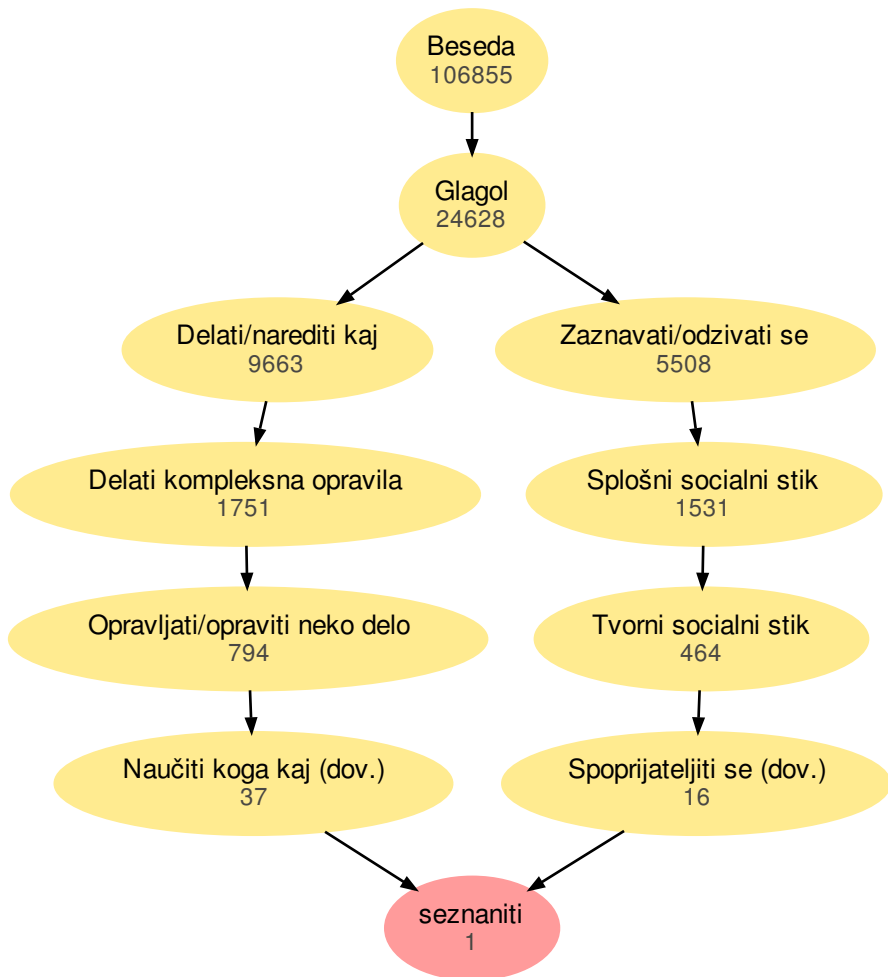 Beseda
106855
Glagol
24628
Delati/narediti kaj
9663
Zaznavati/odzivati se
5508
Delati kompleksna opravila
1751
Splošni socialni stik
1531
Opravljati/opraviti neko delo
794
Tvorni socialni stik
464
Naučiti koga kaj (dov.)
37
Spoprijateljiti se (dov.)
16
seznaniti
1